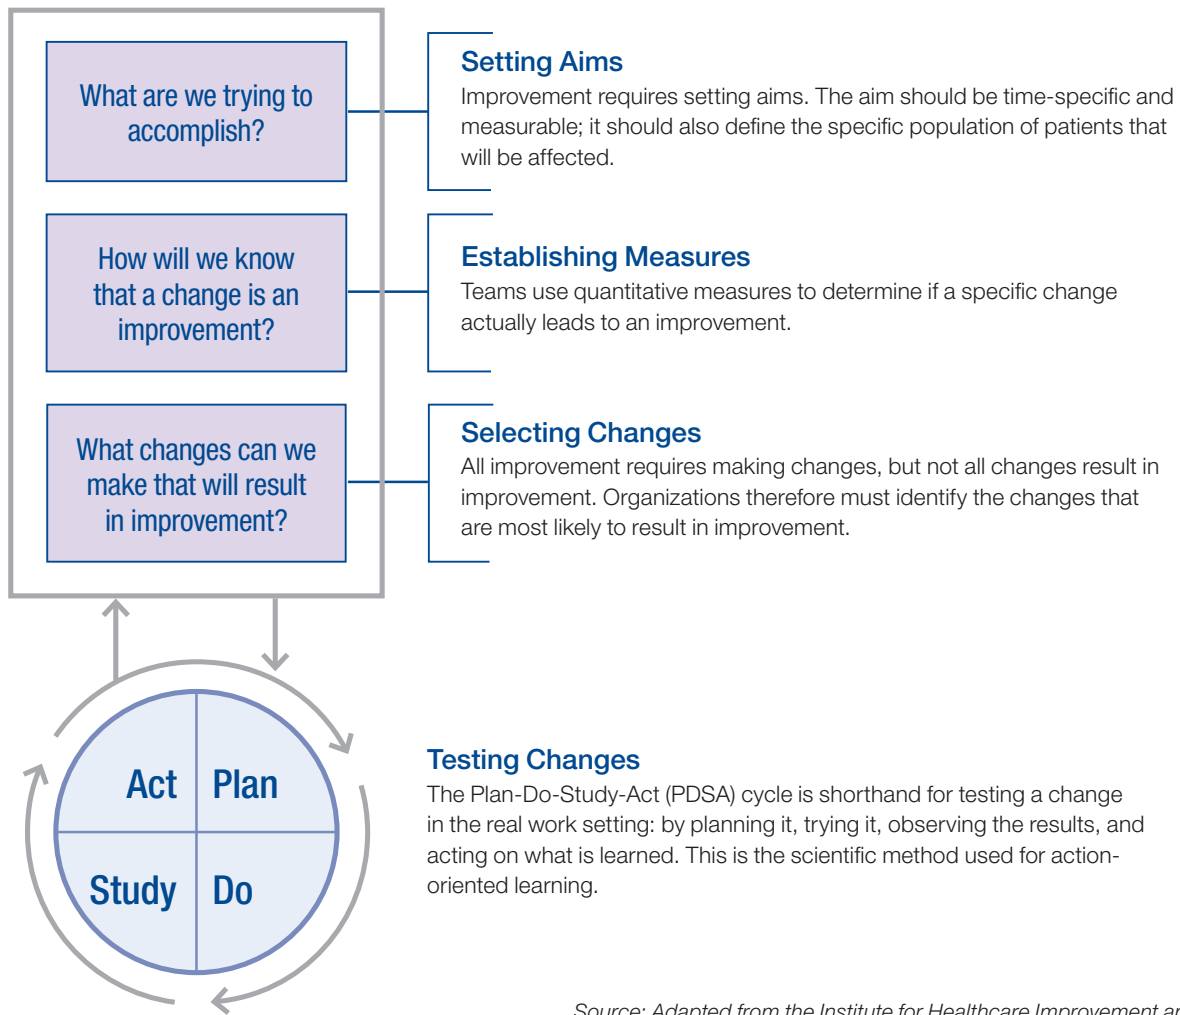 What are we trying to
accomplish?
Setting Aims
Improvement requires setting aims. The aim should be time-specific and
measurable; it should also define the specific population of patients that
will be affected.
How will we know
that a change is an
improvement?
Establishing Measures
Teams use quantitative measures to determine if a specific change
actually leads to an improvement.
What changes can we
make that will result
in improvement?
Selecting Changes
All improvement requires making changes, but not all changes result in
improvement. Organizations therefore must identify the changes that
are most likely to result in improvement.
Act
Plan
Study
Do
Testing Changes
The Plan-Do-Study-Act (PDSA) cycle is shorthand for testing a change
in the real work setting: by planning it, trying it, observing the results, and
acting on what is learned. This is the scientific method used for action-
oriented learning.
Source: Adapted from the Institute for Healthcare Improvement